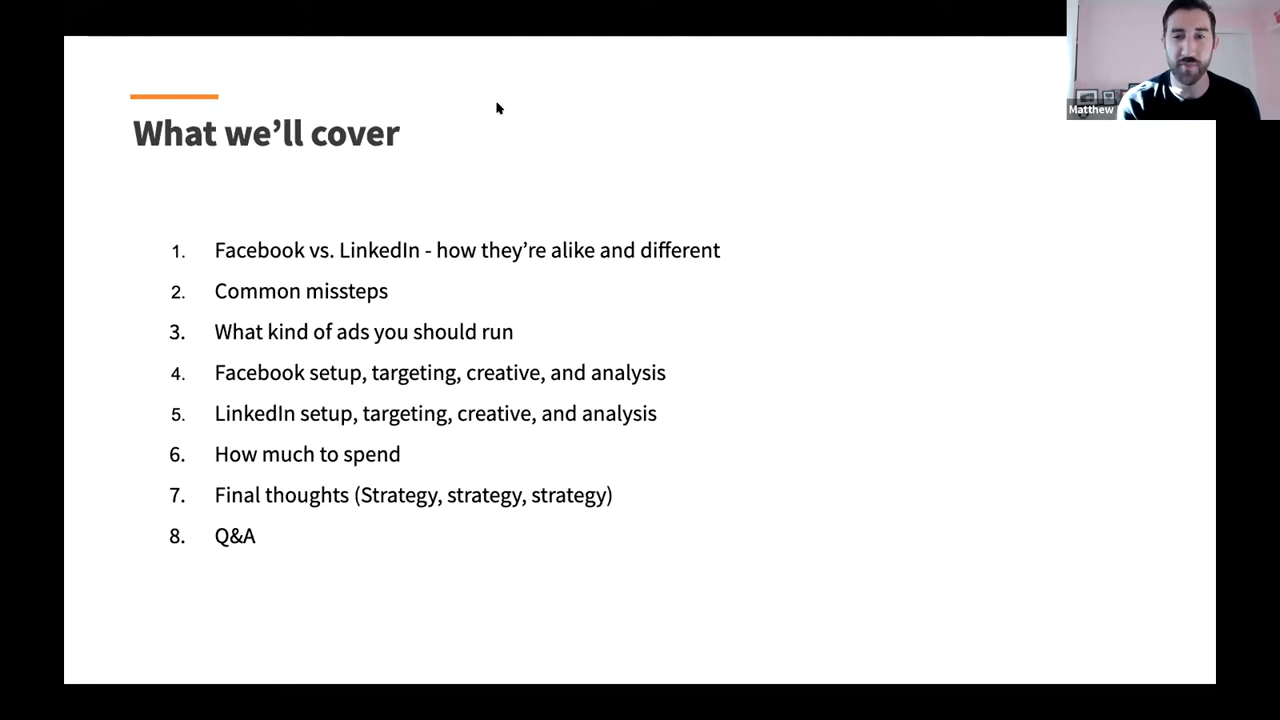 Matthew
What we’ll cover
1. Facebook vs. LinkedIn - how they’re alike and different
2. Common missteps
3. What kind of ads you should run
4. Facebook setup, targeting, creative, and analysis
5. LinkedIn setup, targeting, creative, and analysis
6. How much to spend
7. Final thoughts (Strategy, strategy, strategy)
8. Q&A